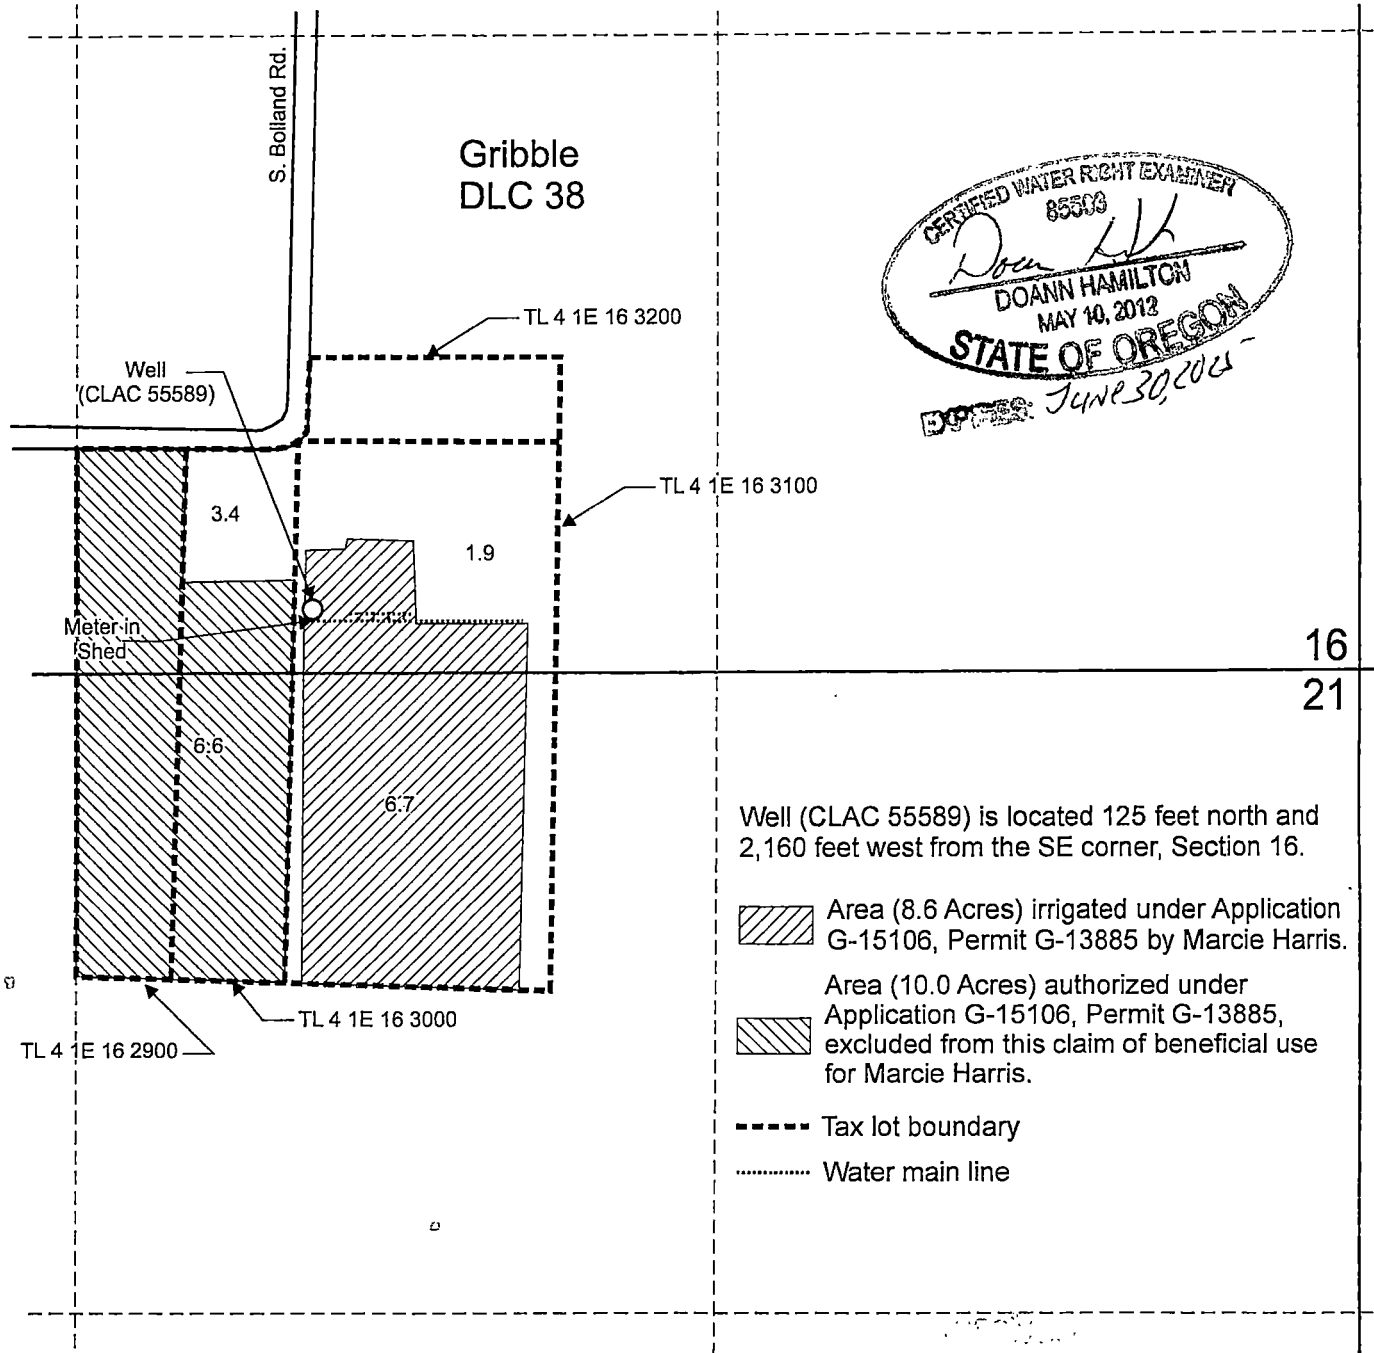 S. Bolland Rd.
Gribble
DLC 38
CERTIFIED WATER RIGHT EXAMINER
85503
DOANN HAMILTON
MAY 10, 2012
STATE OF OREGON
EXPIRES: June 30, 2025
TL 4 1E 16 3200
Well
(CLAC 55589)
TL 4 1E 16 3100
3.4
1.9
Meter in
Shed
16
21
6.6
6.7
Well (CLAC 55589) is located 125 feet north and
2,160 feet west from the SE corner, Section 16.
Area (8.6 Acres) irrigated under Application
G-15106, Permit G-13885 by Marcie Harris.
Area (10.0 Acres) authorized under
Application G-15106, Permit G-13885,
excluded from this claim of beneficial use
for Marcie Harris.
TL 4 1E 16 3000
TL 4 1E 16 2900
Tax lot boundary
Water main line